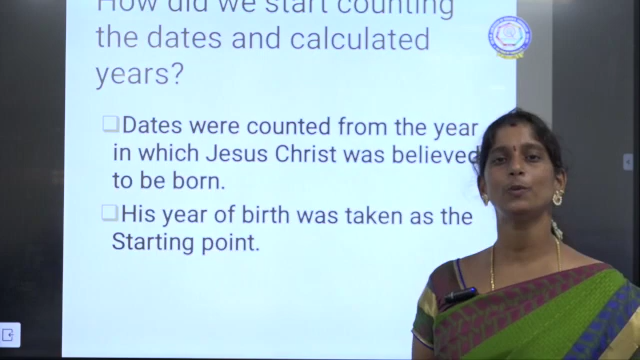 How did we start counting
the dates and calculated
years?
Dates were counted from the year
in which Jesus Christ was believed
to be born.
His year of birth was taken as the
Starting point.